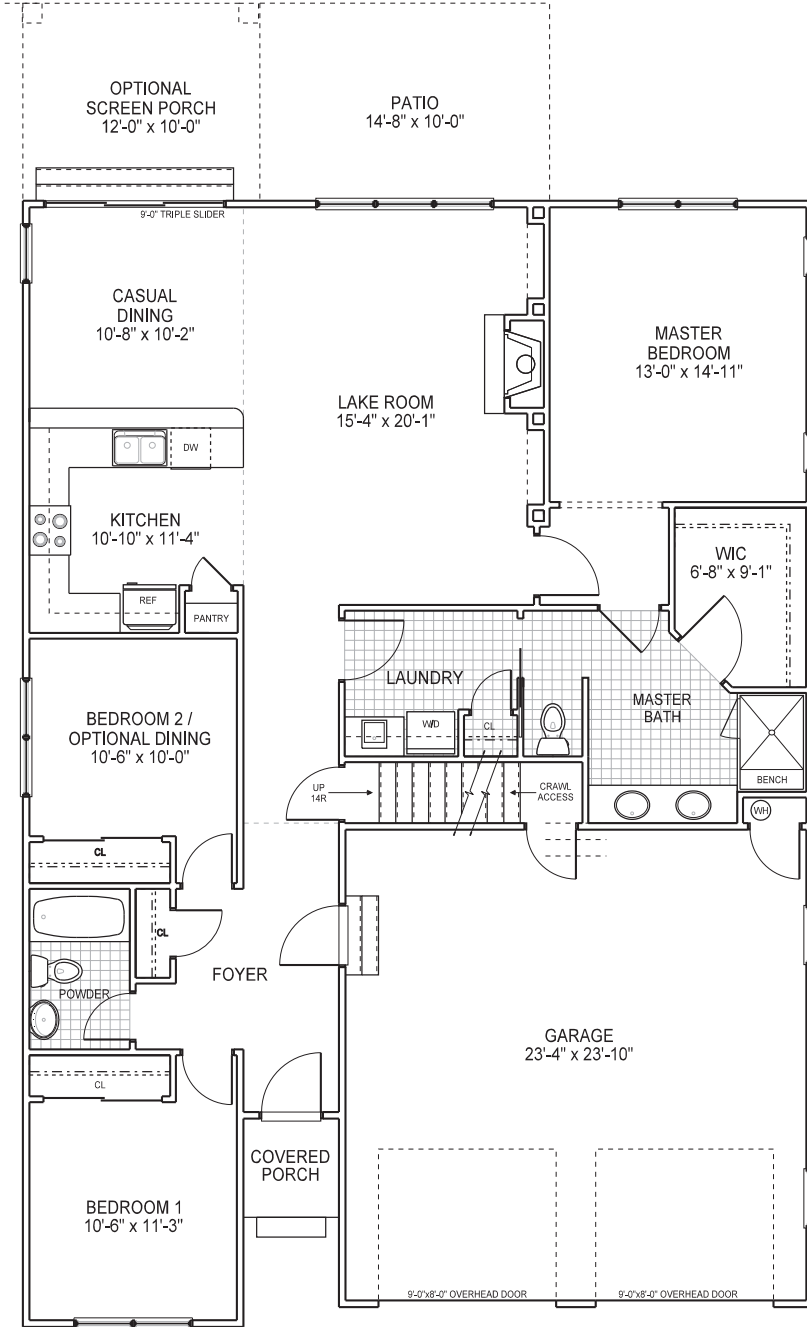 OPTIONAL
SCREEN PORCH
12'-0" x 10'-0"
PATIO
14'-8" x 10'-0"
9'-0" TRIPLE SLIDER
CASUAL
DINING
10'-8" x 10'-2"
MASTER
BEDROOM
13'-0" x 14'-11"
LAKE ROOM
15'-4" x 20'-1"
DW
KITCHEN
10'-10" x 11'-4"
WIC
6'-8" x 9'-1"
REF
PANTRY
LAUNDRY
MASTER
BATH
BEDROOM 2 /
OPTIONAL DINING
10'-6" x 10'-0"
W/D
CL
BENCH
UP
14R
CRAWL
ACCESS
WH
CL
CL
FOYER
POWDER
GARAGE
23'-4" x 23'-10"
CL
COVERED
PORCH
BEDROOM 1
10'-6" x 11'-3"
9'-0"x8'-0" OVERHEAD DOOR
9'-0"x8'-0" OVERHEAD DOOR